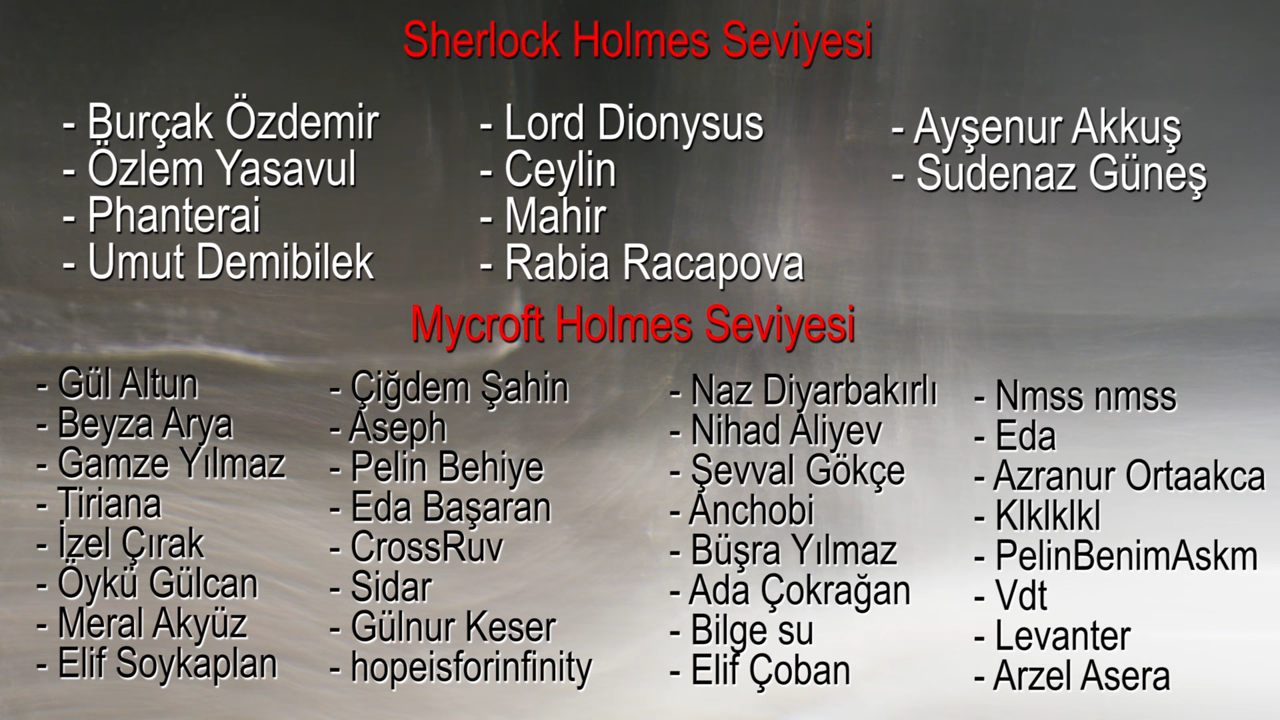 Sherlock Holmes Seviyesi
- Burçak Özdemir
- Özlem Yasavul
- Phanterai
- Umut Demibilek
- Lord Dionysus
- Ceylin
- Mahir
- Rabia Racapova
- Ayşenur Akkuş
- Sudenaz Güneş
Mycroft Holmes Seviyesi
- Gül Altun
- Beyza Arya
- Gamze Yılmaz
- Tiriana
- İzel Çırak
- Öykü Gülcan
- Meral Akyüz
- Elif Soykaplan
- Çiğdem Şahin
- Aseph
- Pelin Behiye
- Eda Başaran
- CrossRuv
- Sidar
- Gülnur Keser
- hopeisforinfinity
- Naz Diyarbakırlı
- Nihad Aliyev
- Şevval Gökçe
- Anchobi
- Büşra Yılmaz
- Ada Çokrağan
- Bilge su
- Elif Çoban
- Nmss nmss
- Eda
- Azranur Ortaakca
- Klklklkl
- PelinBenimAskm
- Vdt
- Levanter
- Arzel Asera